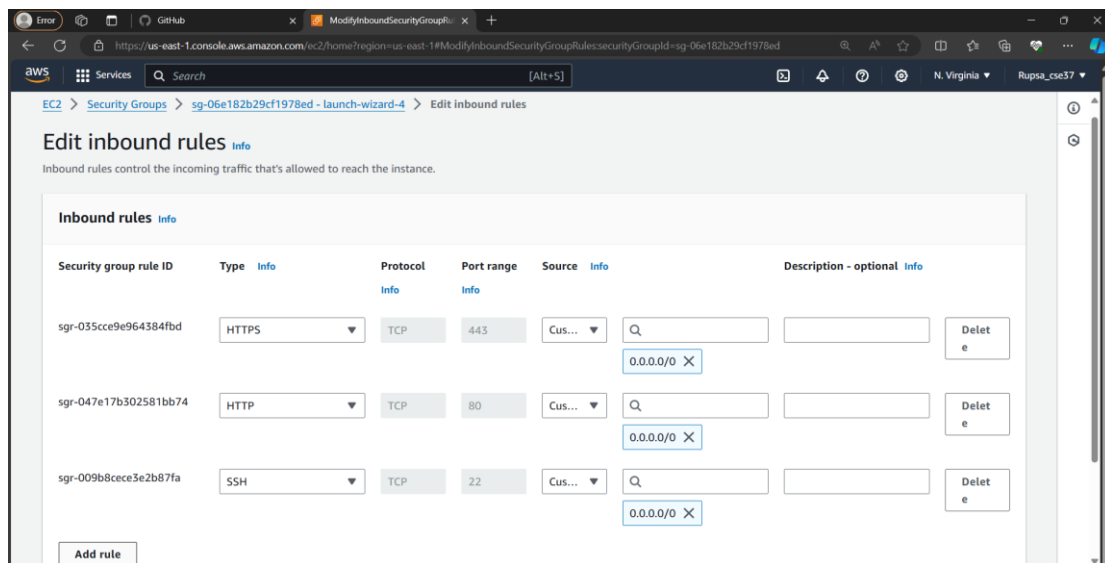 Error
GitHub
ModifyInboundSecurityGroupRul
https://us-east-1.console.aws.amazon.com/ec2/home?region=us-east-1#ModifyInboundSecurityGroupRules:securityGroupId=sg-06e182b29cf1978ed
aws
Services
Search
[Alt+S]
N. Virginia
Rupsa_cse37
EC2 > Security Groups > sg-06e182b29cf1978ed - launch-wizard-4 > Edit inbound rules
Edit inbound rules Info
Inbound rules control the incoming traffic that's allowed to reach the instance.
Inbound rules Info
Security group rule ID Type Info Protocol Port range Source Info Description - optional Info
Info Info
sgr-035cce9e964384fbd HTTPS TCP 443 Cus... Delet
e
0.0.0.0/0
sgr-047e17b302581bb74 HTTP TCP 80 Cus... Delet
e
0.0.0.0/0
sgr-009b8cece3e2b87fa SSH TCP 22 Cus... Delet
e
0.0.0.0/0
Add rule